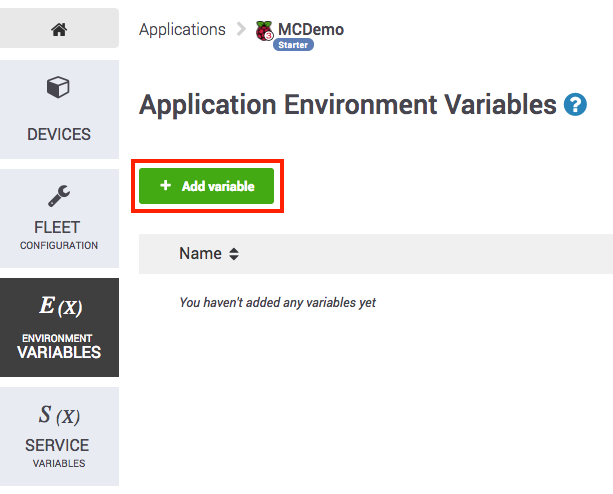 Applications > MCDemo
3
Starter
DEVICES
Application Environment Variables ?
FLEET
CONFIGURATION
+ Add variable
Name
E (X)
ENVIRONMENT
VARIABLES
You haven't added any variables yet
S (X)
SERVICE
VARIABLES